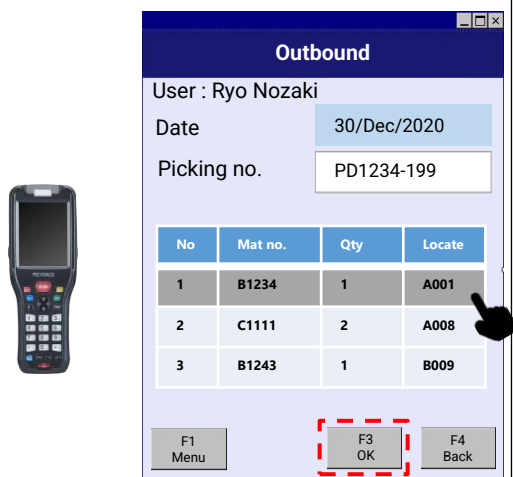 Outbound
User : Ryo Nozaki
Date 30/Dec/2020
Picking no. PD1234-199
No Mat no. Qty Locate
1 B1234 1 A001
2 C1111 2 A008
3 B1243 1 B009
F1 F3 F4
Menu OK Back
KEYENCE